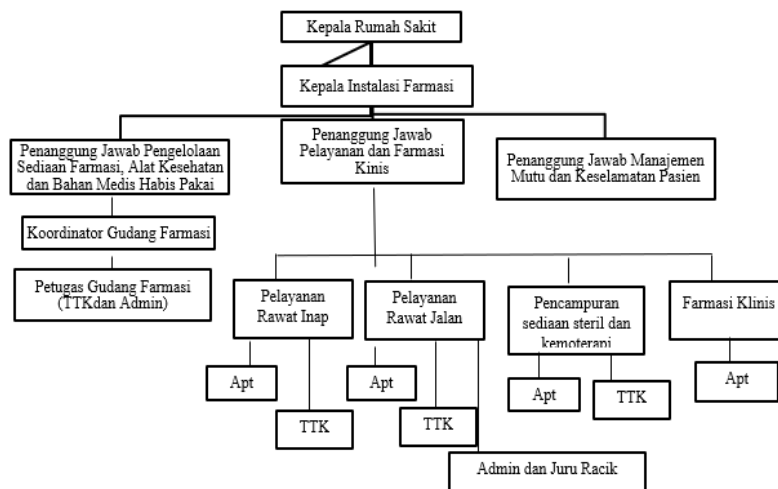 Kepala Rumah Sakit
Kepala Instalasi Farmasi
Penanggung Jawab Pengelolaan
Sediaan Farmasi, Alat Kesehatan
dan Bahan Medis Habis Pakai
Penanggung Jawab
Pelayanan dan Farmasi
Kinis
Penanggung Jawab Manajemen
Mutu dan Keselamatan Pasien
Koordinator Gudang Farmasi
Petugas Gudang Farmasi
(TTKdan Admin)
Pelayanan
Rawat Inap
Pelayanan
Rawat Jalan
Pencampuran
sediaan steril dan
kemoterapi
Farmasi Klinis
Apt
TTK
Apt
TTK
Admin dan Juru Racik
Apt
TTK
Apt